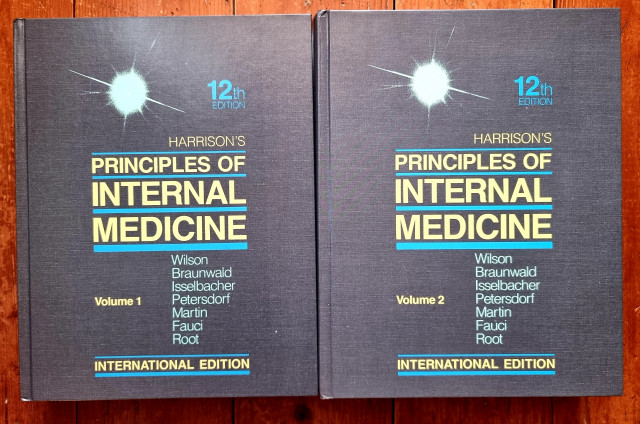 12th
EDITION
HARRISON'S
PRINCIPLES OF
INTERNAL
MEDICINE
Wilson
Braunwald
Isselbacher
Petersdorf
Martin
Fauci
Root
Volume 1
INTERNATIONAL EDITION
12th
EDITION
HARRISON'S
PRINCIPLES OF
INTERNAL
MEDICINE
Wilson
Braunwald
Isselbacher
Petersdorf
Martin
Fauci
Root
Volume 2
INTERNATIONAL EDITION